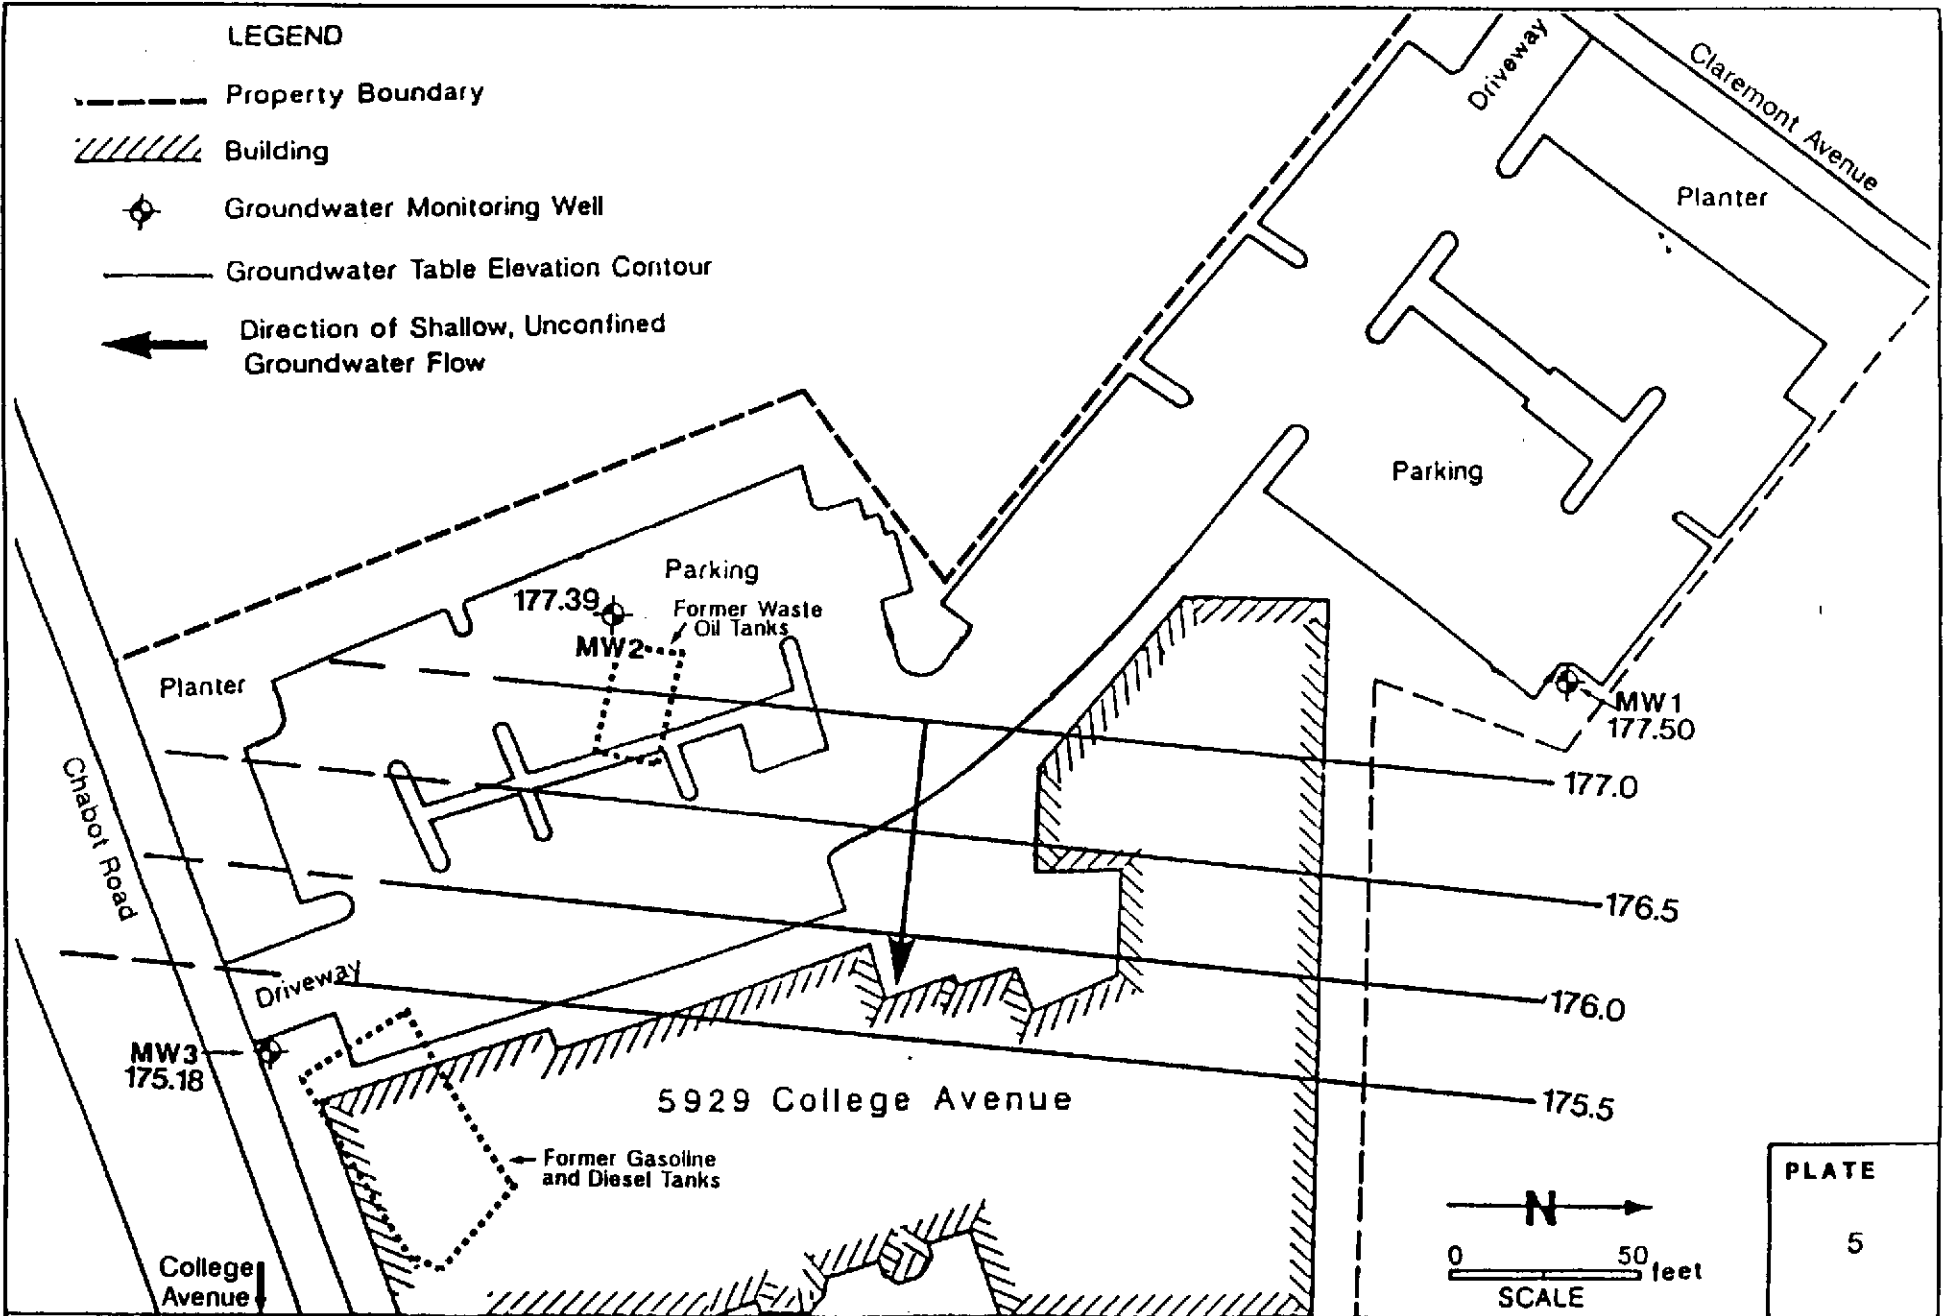 LEGEND
Property Boundary
Building
Groundwater Monitoring Well
Groundwater Table Elevation Contour
Direction of Shallow, Unconfined
Groundwater Flow
Driveway
Claremont Avenue
Planter
Parking
Parking
177.39
MW2
Former Waste
Oil Tanks
Planter
MW1
177.50
177.0
Chabot Road
176.5
Driveway
176.0
MW3
175.18
5929 College Avenue
175.5
Former Gasoline
and Diesel Tanks
College
Avenue
N
0 50 feet
SCALE
PLATE
5